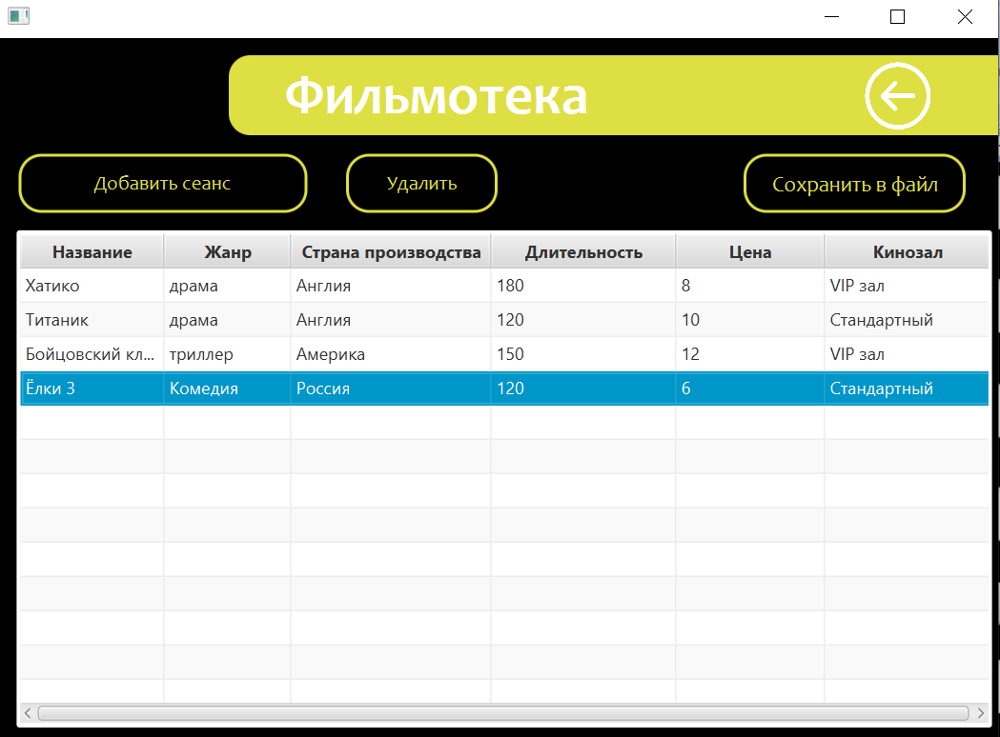 Фильмотека
Добавить сеанс Удалить Сохранить в файл
Название Жанр Страна производства Длительность Цена Кинозал
Хатико драма Англия 180 8 VIP зал
Титаник драма Англия 120 10 Стандартный
Бойцовский кл... триллер Америка 150 12 VIP зал
Ёлки 3 Комедия Россия 120 6 Стандартный